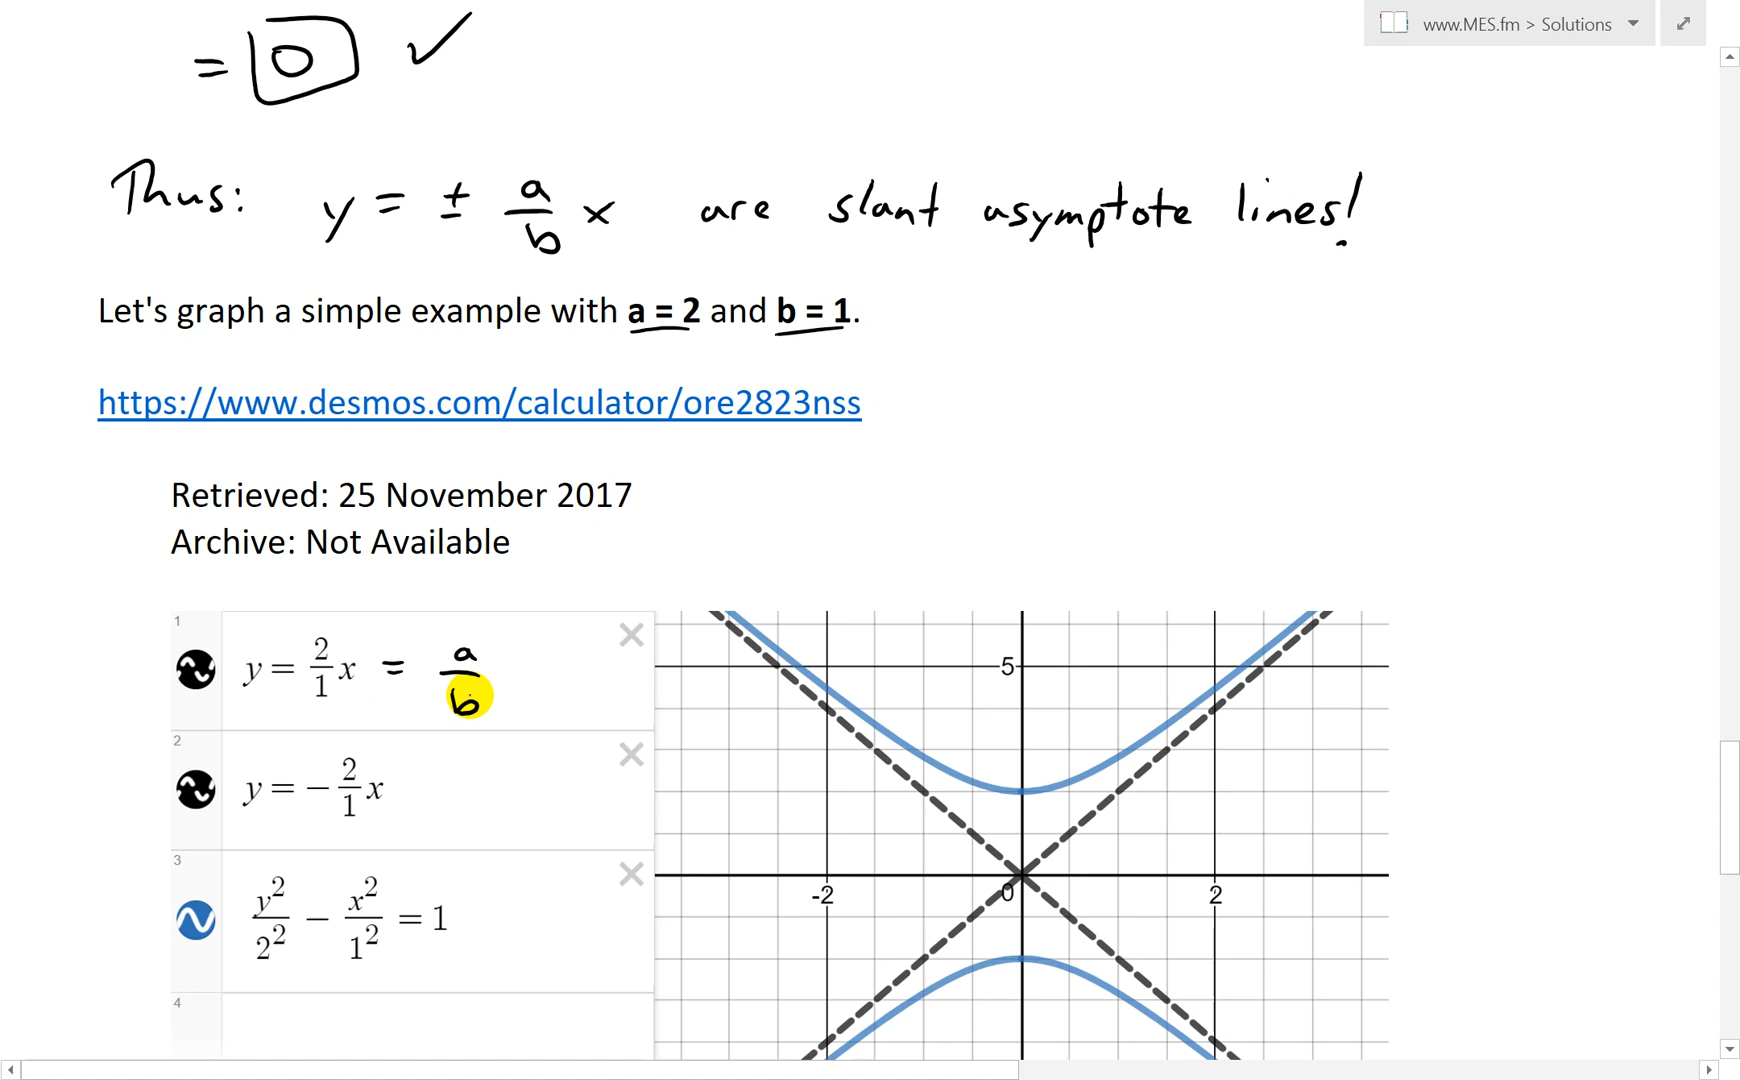 www.MES.fm > Solutions
= 0 ✓
Thus: y = ± a/b x are slant asymptote lines!
Let's graph a simple example with a = 2 and b = 1.
https://www.desmos.com/calculator/ore2823nss
Retrieved: 25 November 2017
Archive: Not Available
1
y = 2/1 x = a/b
2
y = − 2/1 x
3
y²/2² − x²/1² = 1
4
5
-2 0 2